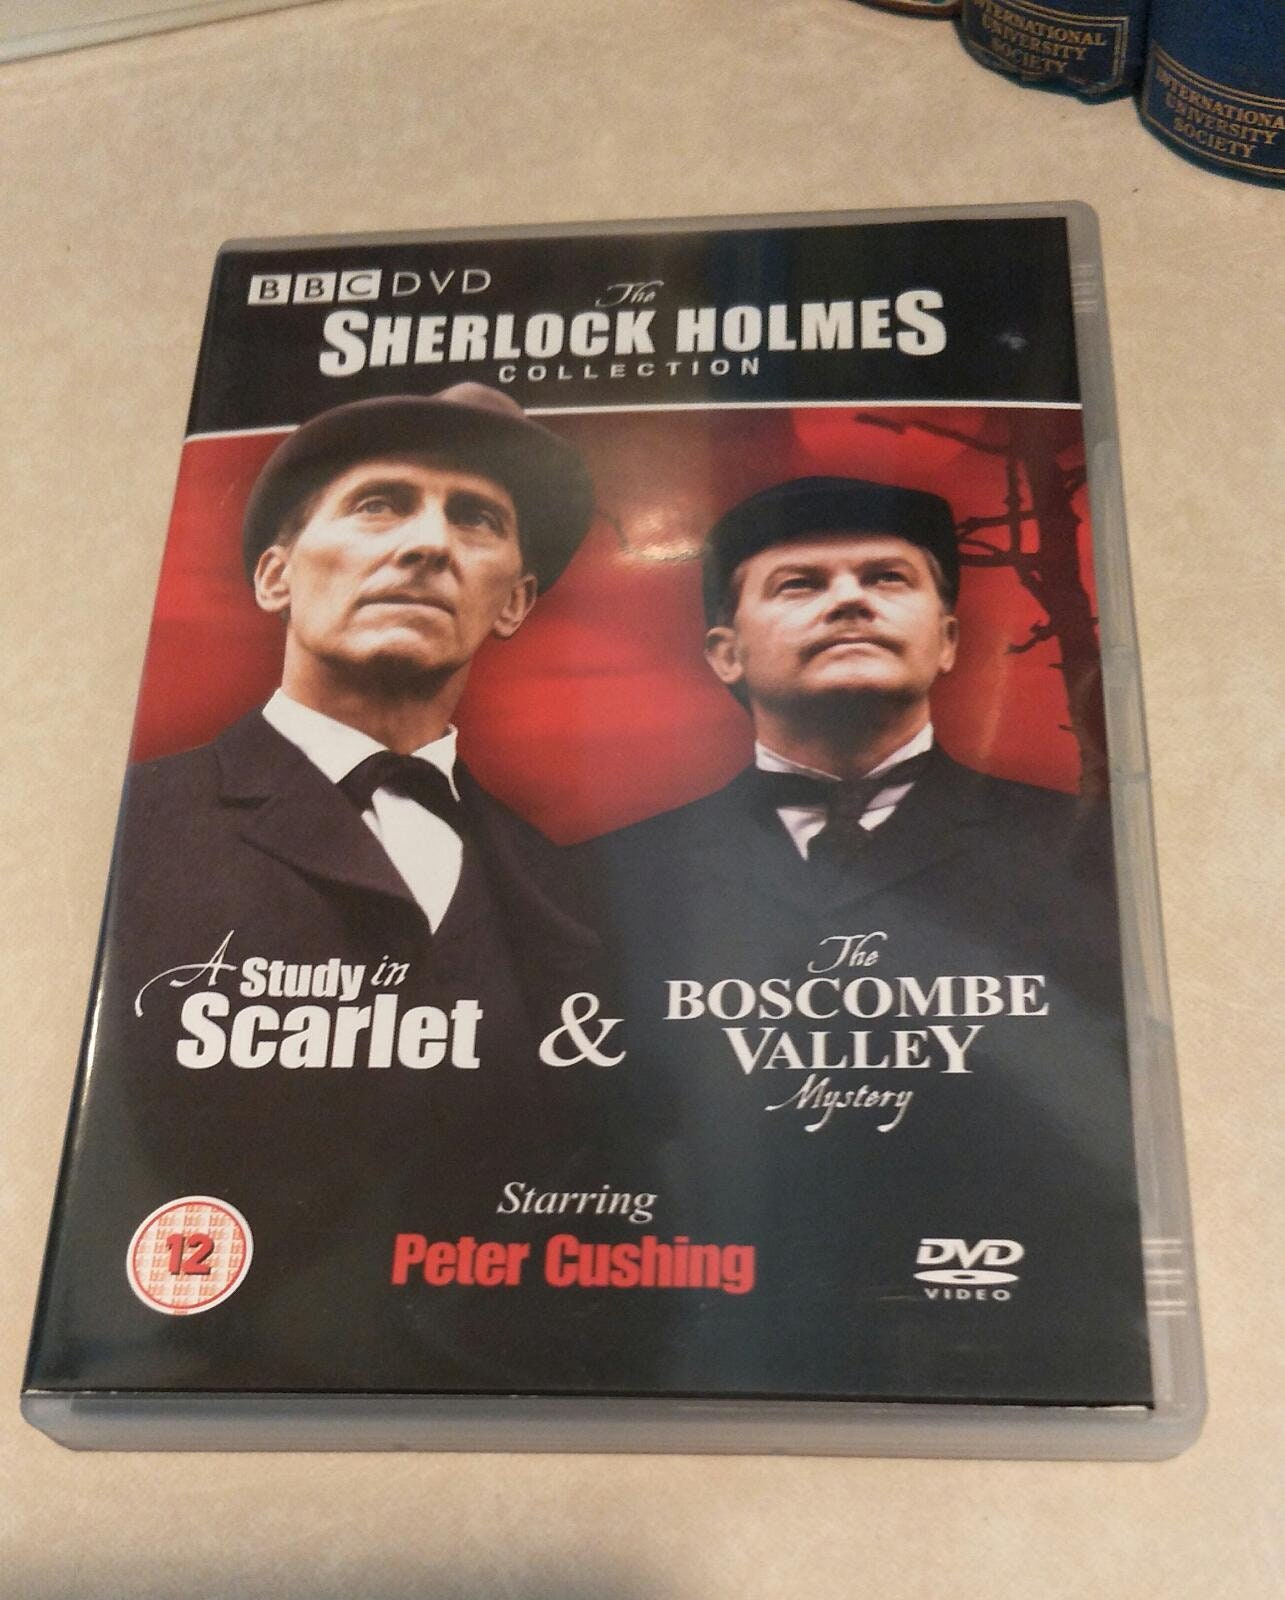 INTERNATIONAL
UNIVERSITY
SOCIETY
INTERNATIONA
UNIVERSITY
SOCIETY
BBC DVD
The
SHERLOCK HOLMES
COLLECTION
A Study in
Scarlet
&
The
BOSCOMBE
VALLEY
Mystery
Starring
Peter Cushing
12
DVD
VIDEO